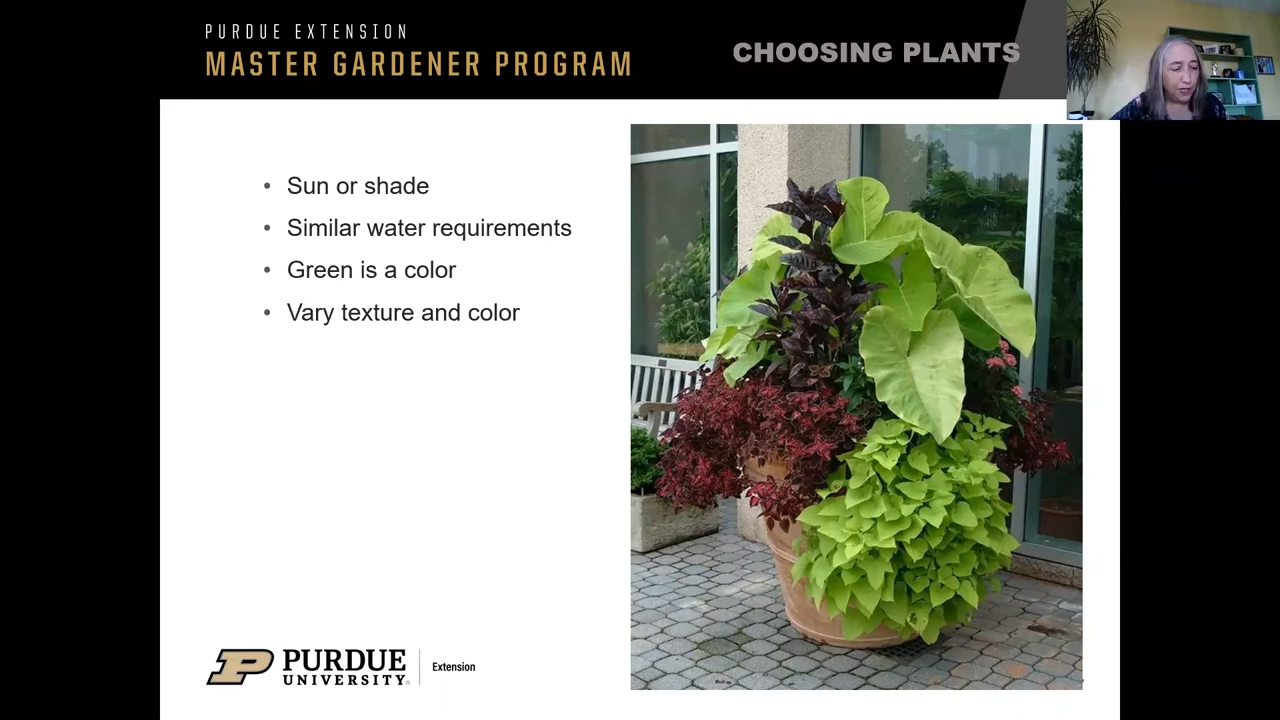 PURDUE EXTENSION
MASTER GARDENER PROGRAM
CHOOSING PLANTS
• Sun or shade
• Similar water requirements
• Green is a color
• Vary texture and color
P PURDUE
UNIVERSITY®
Extension